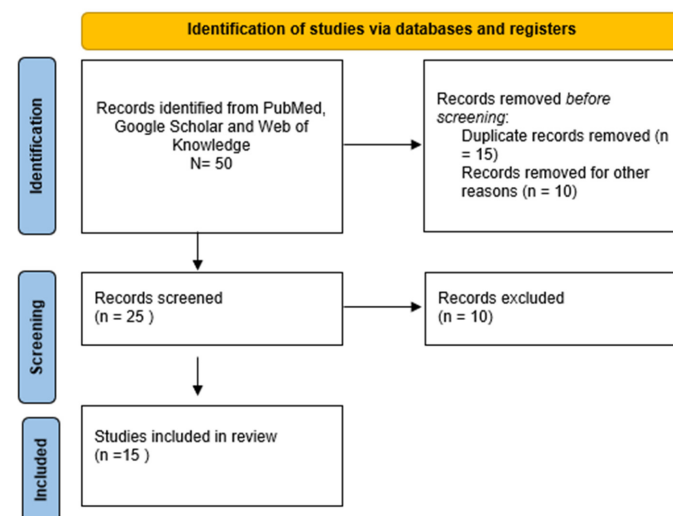 Identification of studies via databases and registers
Identification
Records identified from PubMed,
Google Scholar and Web of
Knowledge
N= 50
Records removed before
screening:
Duplicate records removed (n
= 15)
Records removed for other
reasons (n = 10)
Screening
Records screened
(n = 25 )
Records excluded
(n = 10)
Included
Studies included in review
(n =15 )